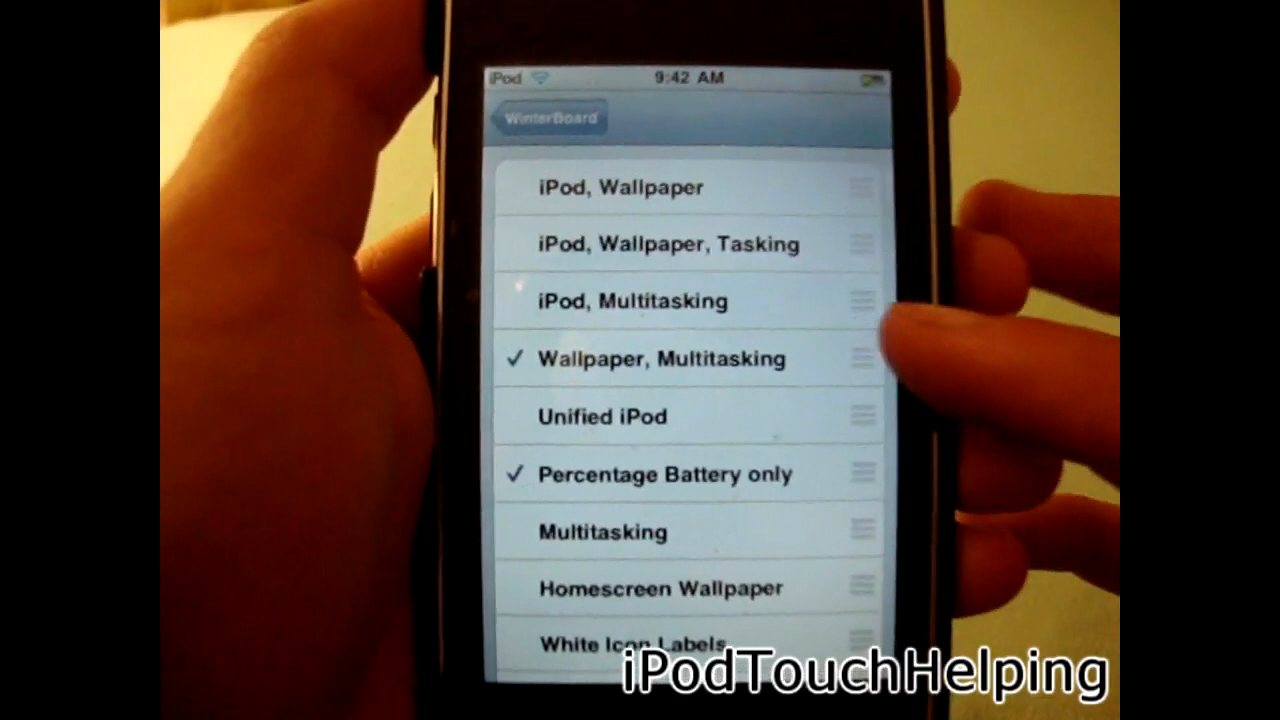 iPod 9:42 AM
WinterBoard
iPod, Wallpaper
iPod, Wallpaper, Tasking
iPod, Multitasking
✓ Wallpaper, Multitasking
Unified iPod
✓ Percentage Battery only
Multitasking
Homescreen Wallpaper
White Icon Labels
iPodTouchHelping